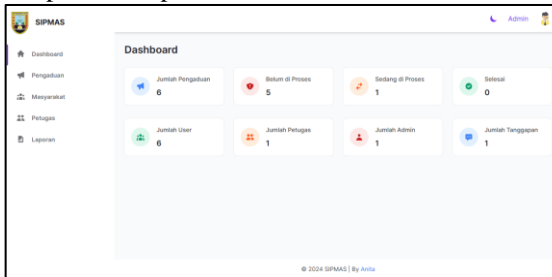 SIPMAS
Admin
Dashboard
Pengaduan
Masyarakat
Petugas
Laporan
Dashboard
Jumlah Pengaduan
6
Belum di Proses
5
Sedang di Proses
1
Selesai
0
Jumlah User
6
Jumlah Petugas
1
Jumlah Admin
1
Jumlah Tanggapan
1
© 2024 SIPMAS | By Anita